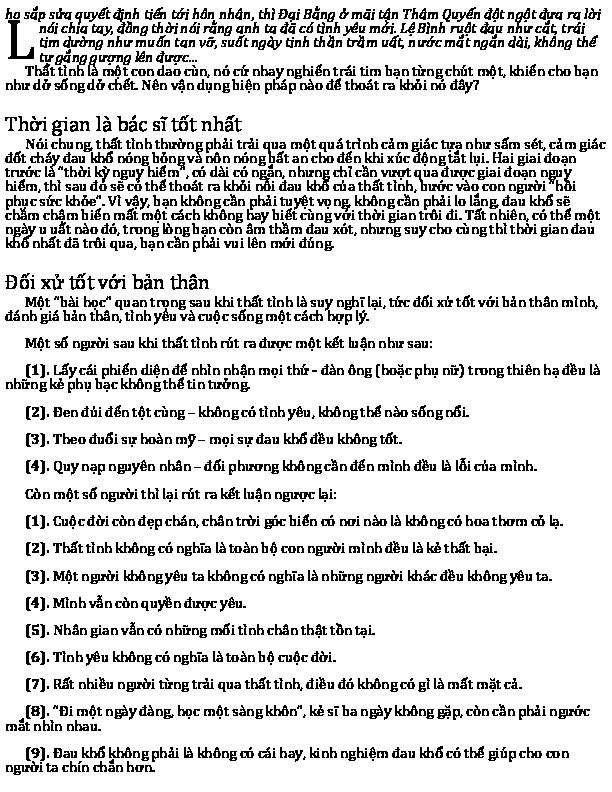 họ sắp sửa quyết định tiến tới hôn nhân, thì Đại Bằng ở mãi tận Thâm Quyến đột ngột đưa ra lời
L nói chia tay, đồng thời nói rằng anh ta đã có tình yêu mới. Lệ Bình ruột đau như cắt, trái
tim dường như muốn tan vỡ, suốt ngày tinh thần trầm uất, nước mắt ngắn dài, không thể
tự gắng gượng lên được...
Thất tình là một con dao cùn, nó cứ nhay nghiến trái tim bạn từng chút một, khiến cho bạn
như dở sống dở chết. Nên vận dụng biện pháp nào để thoát ra khỏi nó đây?
Thời gian là bác sĩ tốt nhất
Nói chung, thất tình thường phải trải qua một quá trình cảm giác tựa như sấm sét, cảm giác
đốt cháy đau khổ nóng bỏng và nôn nóng bất an cho đến khi xúc động tắt lụi. Hai giai đoạn
trước là "thời kỳ nguy hiểm", có dài có ngắn, nhưng chỉ cần vượt qua được giai đoạn nguy
hiểm, thì sau đó sẽ có thể thoát ra khỏi nỗi đau khổ của thất tình, bước vào con người "hồi
phục sức khỏe". Vì vậy, bạn không cần phải tuyệt vọng, không cần phải lo lắng, đau khổ sẽ
chầm chậm biến mất một cách không hay biết cùng với thời gian trôi đi. Tất nhiên, có thể một
ngày u uất nào đó, trong lòng bạn còn âm thầm đau xót, nhưng suy cho cùng thì thời gian đau
khổ nhất đã trôi qua, bạn cần phải vui lên mới đúng.
Đối xử tốt với bản thân
Một "bài học" quan trọng sau khi thất tình là suy nghĩ lại, tức đối xử tốt với bản thân mình,
đánh giá bản thân, tình yêu và cuộc sống một cách hợp lý.
Một số người sau khi thất tình rút ra được một kết luận như sau:
(1). Lấy cái phiến diện để nhìn nhận mọi thứ – đàn ông (hoặc phụ nữ) trong thiên hạ đều là
những kẻ phụ bạc không thể tin tưởng.
(2). Đen đủi đến tột cùng – không có tình yêu, không thể nào sống nổi.
(3). Theo đuổi sự hoàn mỹ – mọi sự đau khổ đều không tốt.
(4). Quy nạp nguyên nhân – đối phương không cần đến mình đều là lỗi của mình.
Còn một số người thì lại rút ra kết luận ngược lại:
(1). Cuộc đời còn đẹp chán, chân trời góc biển có nơi nào là không có hoa thơm cỏ lạ.
(2). Thất tình không có nghĩa là toàn bộ con người mình đều là kẻ thất bại.
(3). Một người không yêu ta không có nghĩa là những người khác đều không yêu ta.
(4). Mình vẫn còn quyền được yêu.
(5). Nhân gian vẫn có những mối tình chân thật tồn tại.
(6). Tình yêu không có nghĩa là toàn bộ cuộc đời.
(7). Rất nhiều người từng trải qua thất tình, điều đó không có gì là mất mặt cả.
(8). "Đi một ngày đàng, học một sàng khôn", kẻ sĩ ba ngày không gặp, còn cần phải ngước
mắt nhìn nhau.
(9). Đau khổ không phải là không có cái hay, kinh nghiệm đau khổ có thể giúp cho con
người ta chín chắn hơn.